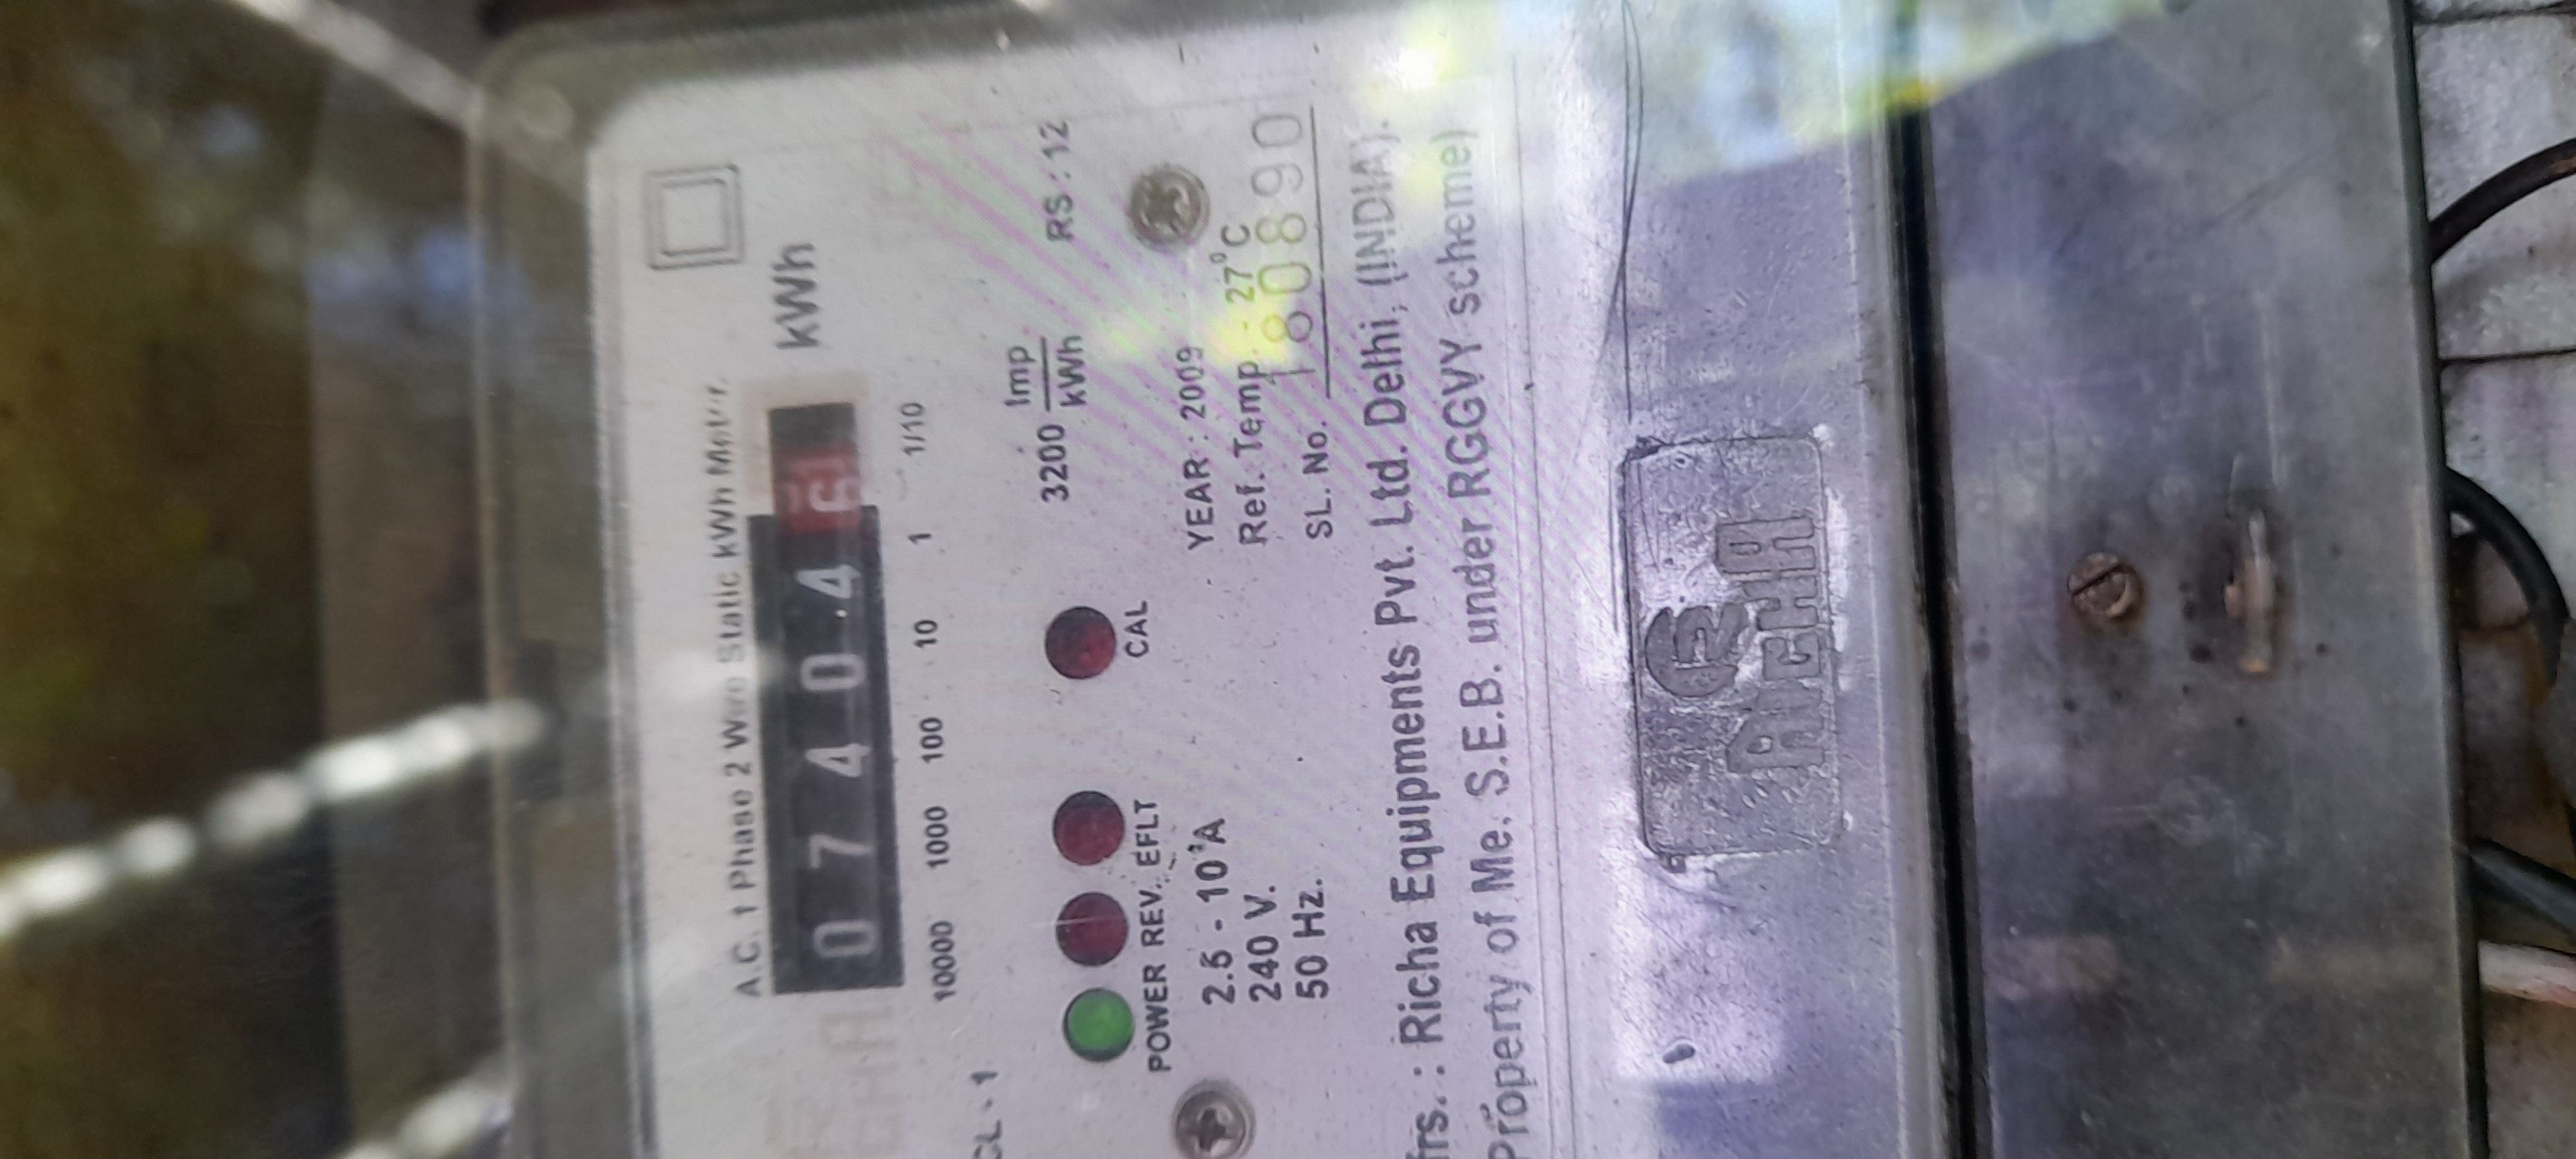 A.C. 1 Phase 2 Wire Static kWh Meter.
0 7 4 0 4 6 kWh
10000 1000 100 10 1 1/10
CL - 1
3200 Imp/kWh RS : 12
POWER REV. EFLT CAL
2.5 - 10 A
240 V.
50 Hz.
YEAR : 2009
Ref. Temp. - 27°C
SL. No. 180890
frs. : Richa Equipments Pvt. Ltd. Delhi, (INDIA).
Property of Me. S.E.B. under RGGVY scheme)
RICHA